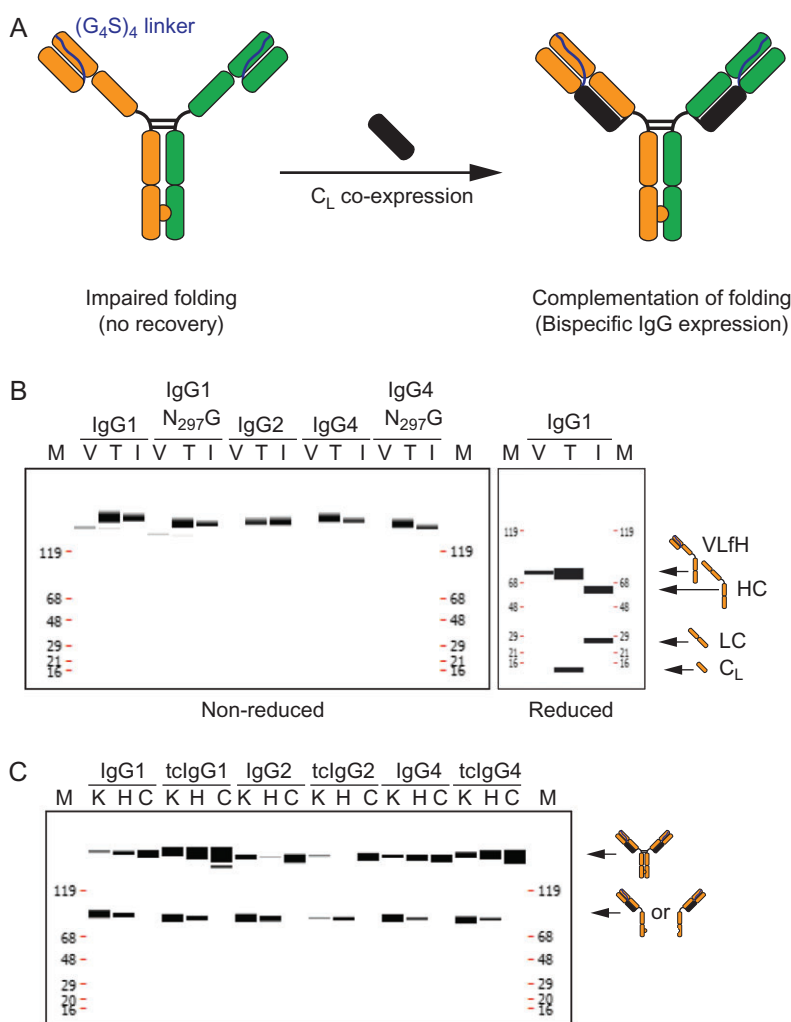 A
(G4S)4 linker
CL co-expression
Impaired folding
(no recovery)
Complementation of folding
(Bispecific IgG expression)
B
IgG1 IgG1 N297G IgG2 IgG4 IgG4 N297G
M V T I V T I V T I V T I V T I M
119 119
68 68
48 48
29 29
21 21
16 16
Non-reduced
IgG1
M V T I M
119 119
68 68
48 48
29 29
21 21
16 16
Reduced
VLfH
HC
LC
CL
C
IgG1 tcIgG1 IgG2 tcIgG2 IgG4 tcIgG4
M K H C K H C K H C K H C K H C K H C M
119 119
68 68
48 48
29 29
20 20
16 16
or